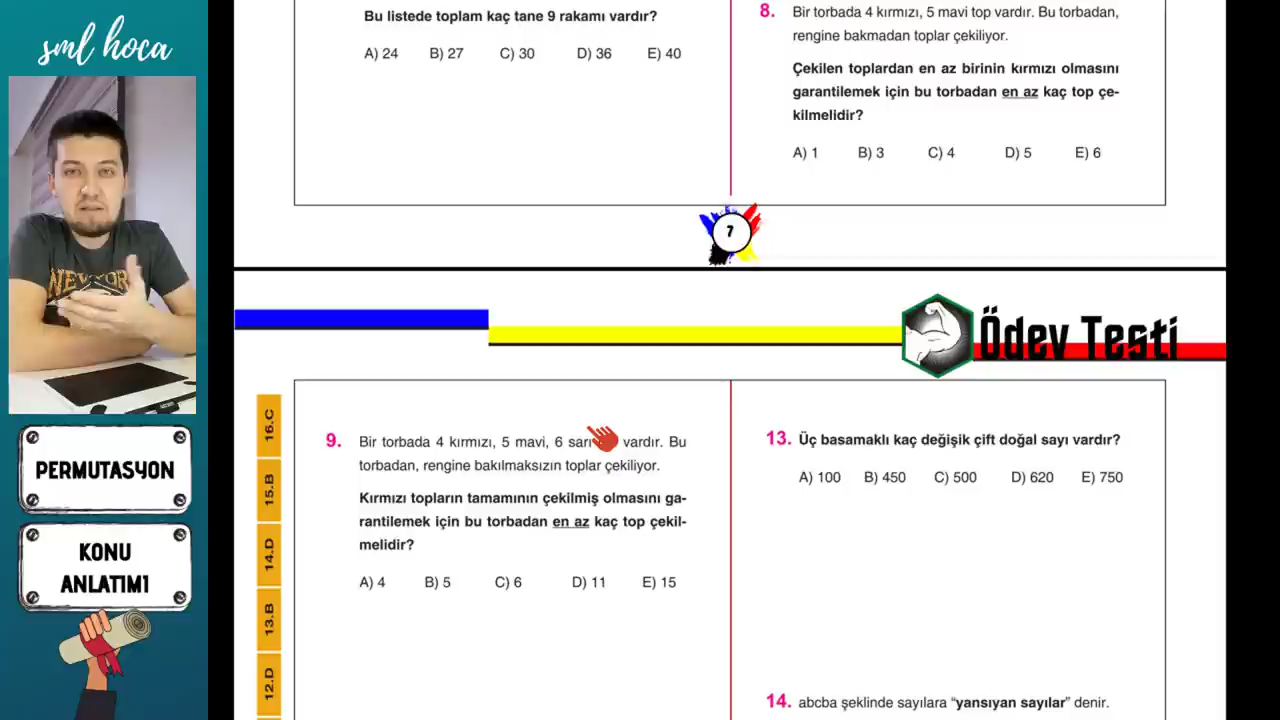 sml hoca
PERMUTASYON
KONU
ANLATIMI
Bu listede toplam kaç tane 9 rakamı vardır?
A) 24 B) 27 C) 30 D) 36 E) 40
8. Bir torbada 4 kırmızı, 5 mavi top vardır. Bu torbadan,
rengine bakmadan toplar çekiliyor.
Çekilen toplardan en az birinin kırmızı olmasını
garantilemek için bu torbadan en az kaç top çe-
kilmelidir?
A) 1 B) 3 C) 4 D) 5 E) 6
7
Ödev Testi
16.C
15.B
14.D
13.B
12.D
9. Bir torbada 4 kırmızı, 5 mavi, 6 sarı vardır. Bu
torbadan, rengine bakılmaksızın toplar çekiliyor.
Kırmızı topların tamamının çekilmiş olmasını ga-
rantilemek için bu torbadan en az kaç top çekil-
melidir?
A) 4 B) 5 C) 6 D) 11 E) 15
13. Üç basamaklı kaç değişik çift doğal sayı vardır?
A) 100 B) 450 C) 500 D) 620 E) 750
14. abcba şeklinde sayılara “yansıyan sayılar” denir.